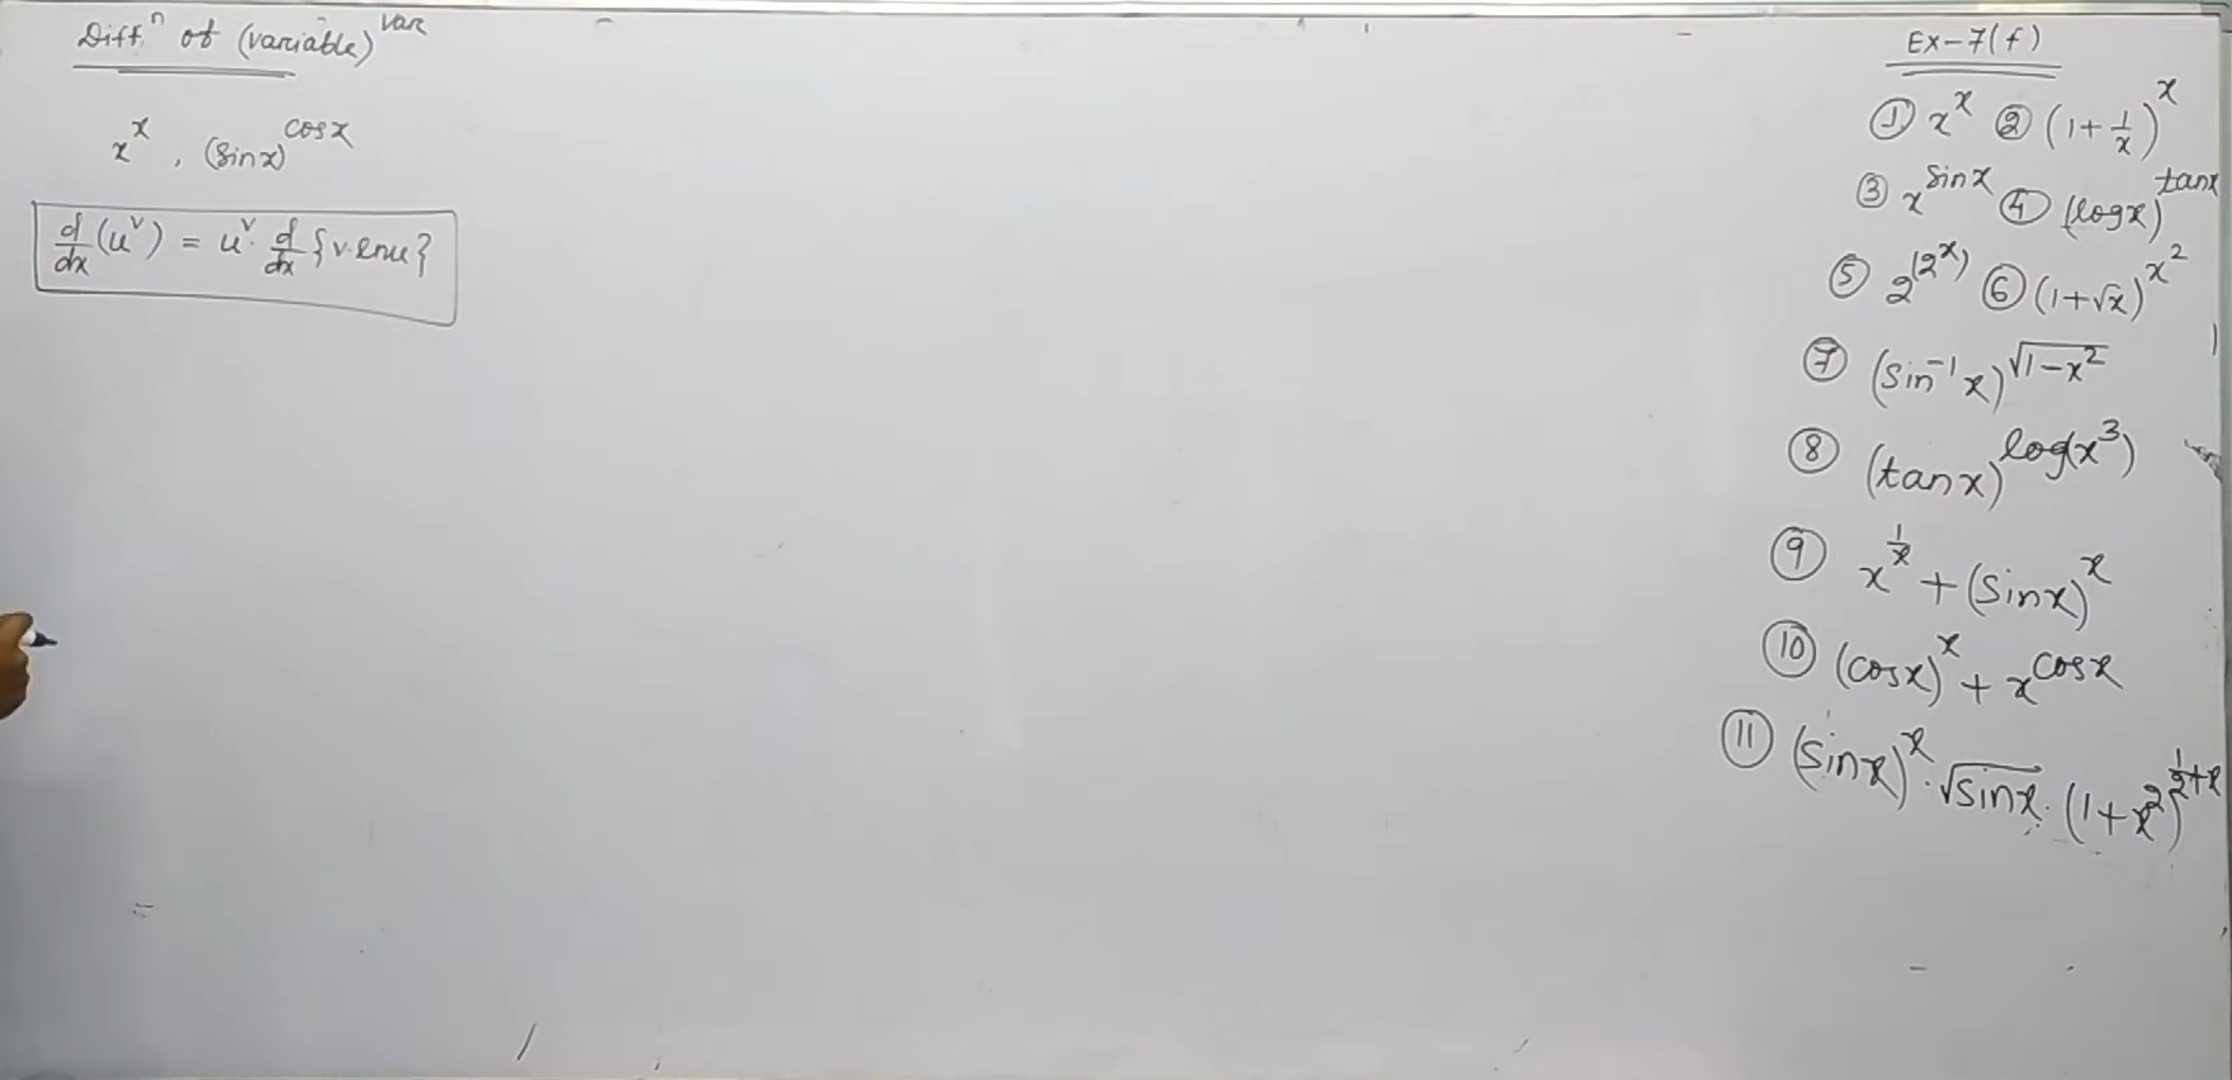 Diffⁿ of (variable)^var
x^x , (sinx)^cosx
d/dx (u^v) = u^v. d/dx {v.lnu}
Ex-7(f)
① x^x ② (1+1/x)^x
③ x^sinx ④ (logx)^tanx
⑤ 2^(2^x) ⑥ (1+√x)^x²
⑦ (sin⁻¹x)^√1-x²
⑧ (tanx)^log(x³)
⑨ x^1/x + (sinx)^x
⑩ (cosx)^x + x^cosx
⑪ (sinx)^x . √sinx . (1+x²)^1/2+x